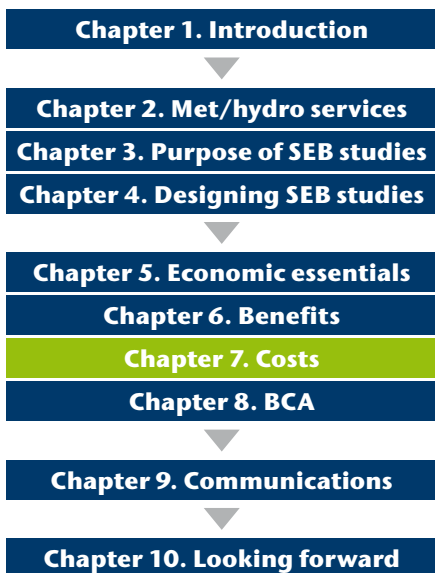 Chapter 1. Introduction
Chapter 2. Met/hydro services
Chapter 3. Purpose of SEB studies
Chapter 4. Designing SEB studies
Chapter 5. Economic essentials
Chapter 6. Benefits
Chapter 7. Costs
Chapter 8. BCA
Chapter 9. Communications
Chapter 10. Looking forward